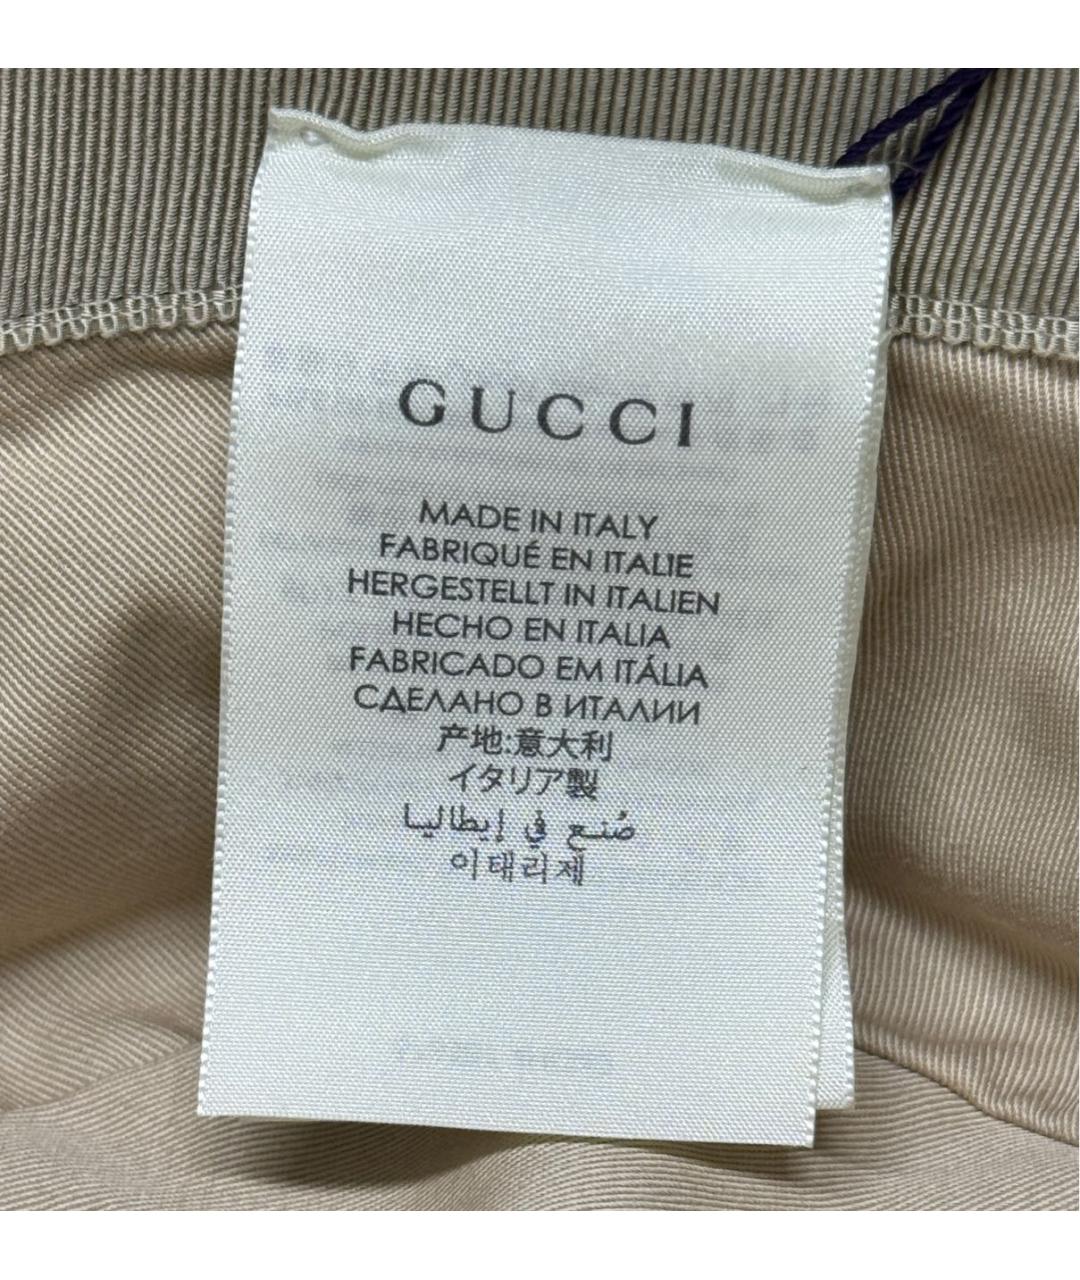 GUCCI
MADE IN ITALY
FABRIQUÉ EN ITALIE
HERGESTELLT IN ITALIEN
HECHO EN ITALIA
FABRICADO EM ITÁLIA
СДЕЛАНО В ИТАЛИИ
产地:意大利
イタリア製
صُنع في إيطاليا
이태리제